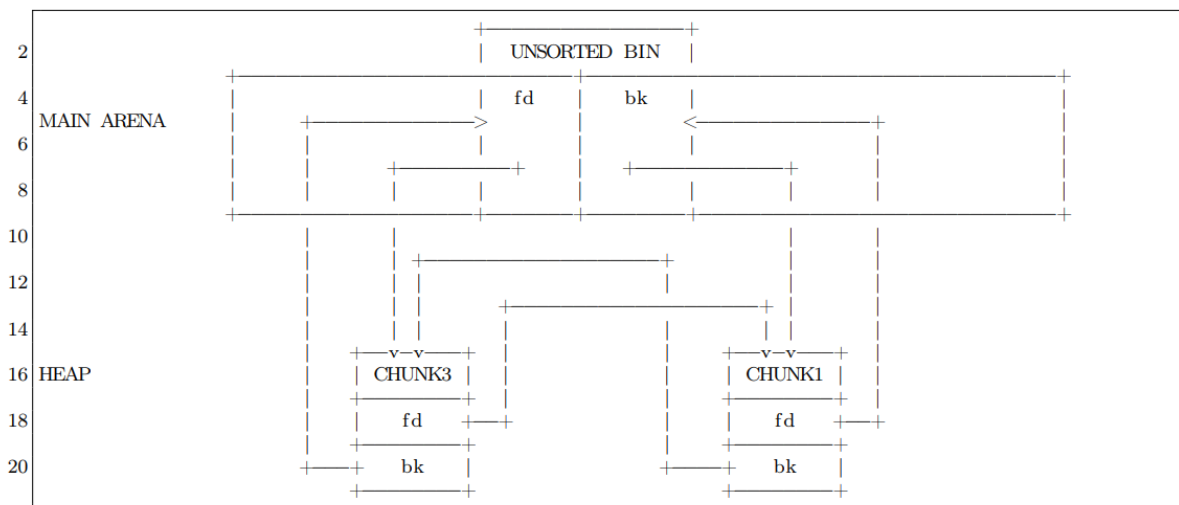 2 UNSORTED BIN
4 fd bk
MAIN ARENA
6
8
10
12
14
v v v v
16 HEAP CHUNK3 CHUNK1
18 fd fd
20 bk bk